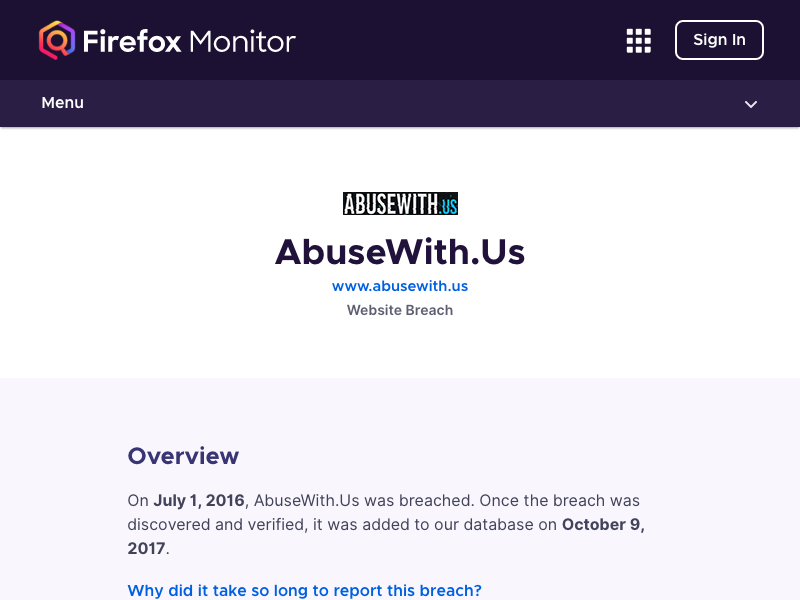 Firefox Monitor
Sign In
Menu
ABUSEWITH.US
AbuseWith.Us
www.abusewith.us
Website Breach
Overview
On July 1, 2016, AbuseWith.Us was breached. Once the breach was
discovered and verified, it was added to our database on October 9,
2017.
Why did it take so long to report this breach?